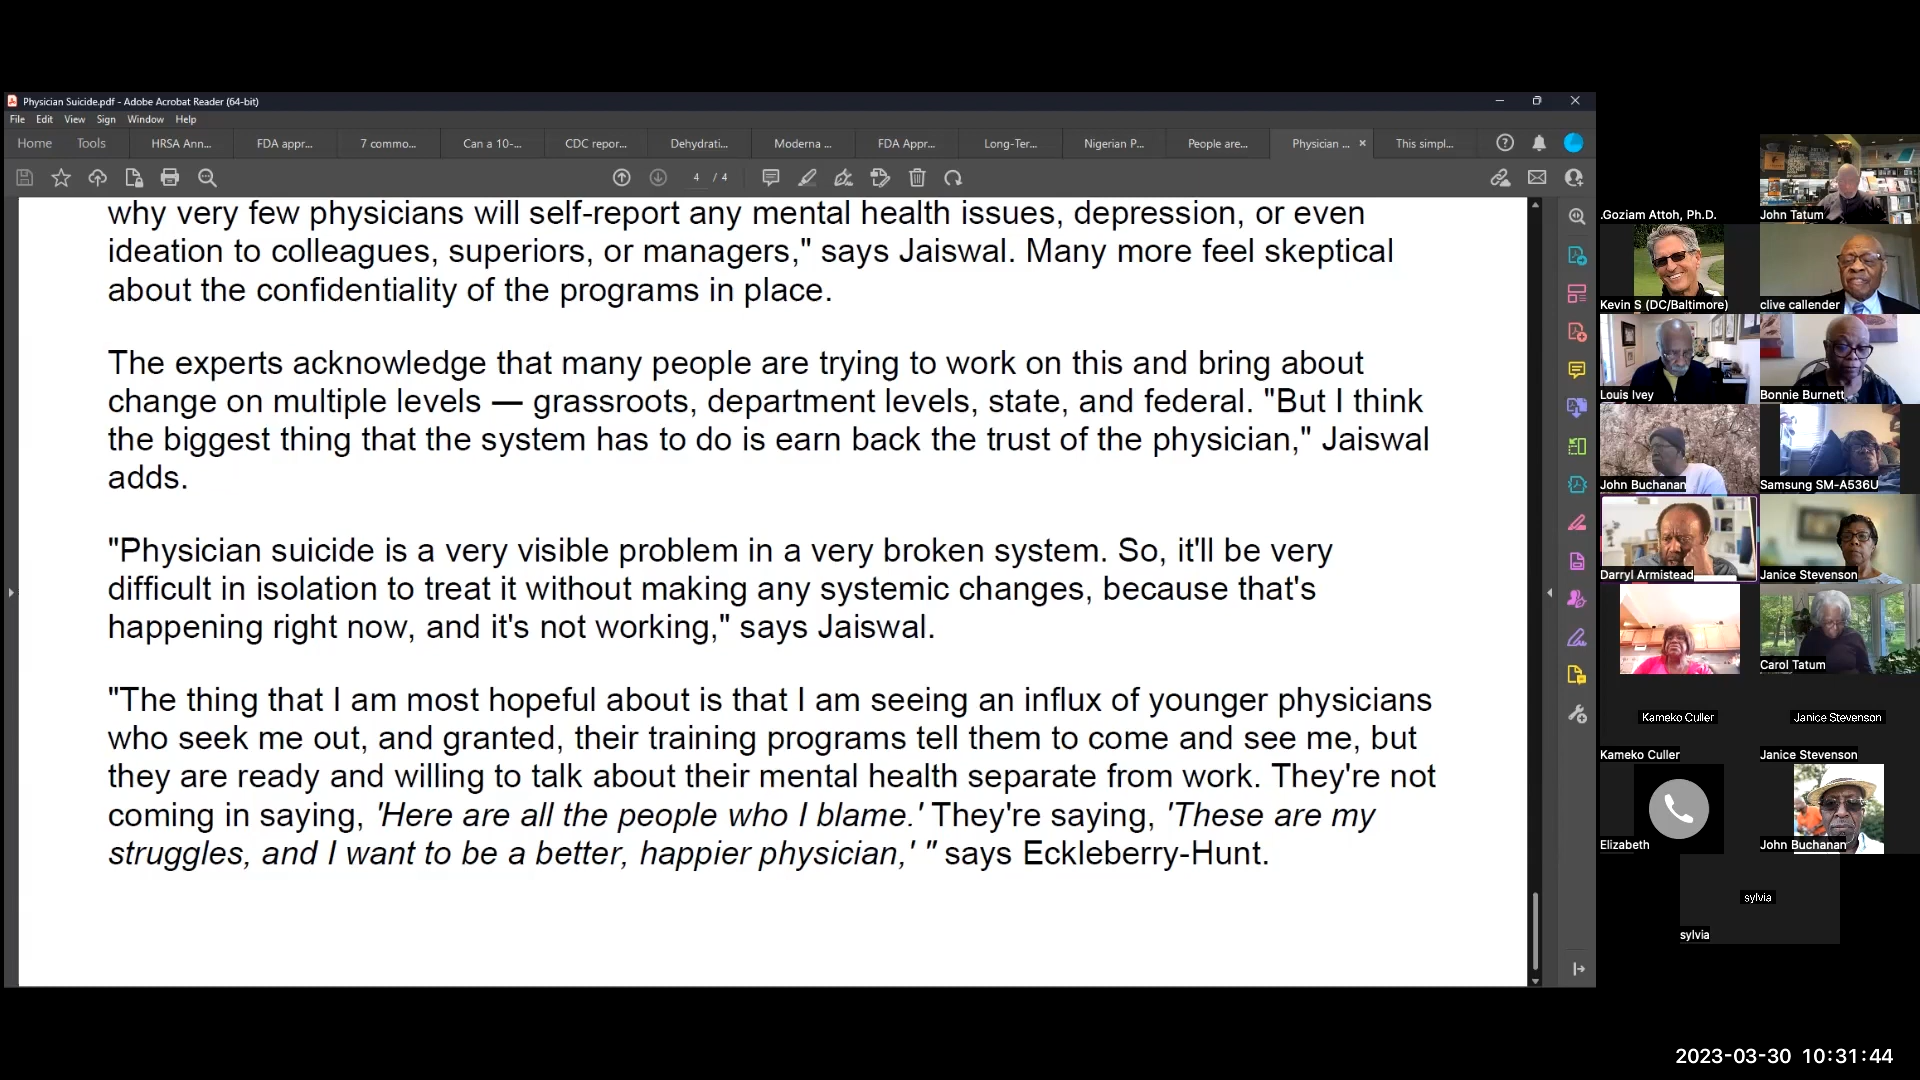 Physician Suicide.pdf - Adobe Acrobat Reader (64-bit)
File Edit View Sign Window Help
Home Tools HRSA Ann... FDA appr... 7 commo... Can a 10-... CDC repor... Dehydrati... Moderna ... FDA Appr... Long-Ter... Nigerian P... People are... Physician ... × This simpl...
4 / 4
why very few physicians will self-report any mental health issues, depression, or even
ideation to colleagues, superiors, or managers," says Jaiswal. Many more feel skeptical
about the confidentiality of the programs in place.
The experts acknowledge that many people are trying to work on this and bring about
change on multiple levels — grassroots, department levels, state, and federal. "But I think
the biggest thing that the system has to do is earn back the trust of the physician," Jaiswal
adds.
"Physician suicide is a very visible problem in a very broken system. So, it'll be very
difficult in isolation to treat it without making any systemic changes, because that's
happening right now, and it's not working," says Jaiswal.
"The thing that I am most hopeful about is that I am seeing an influx of younger physicians
who seek me out, and granted, their training programs tell them to come and see me, but
they are ready and willing to talk about their mental health separate from work. They're not
coming in saying, 'Here are all the people who I blame.' They're saying, 'These are my
struggles, and I want to be a better, happier physician,' " says Eckleberry-Hunt.
.Goziam Attoh, Ph.D.
John Tatum
Kevin S (DC/Baltimore)
clive callender
Louis Ivey
Bonnie Burnett
John Buchanan
Samsung SM-A536U
Darryl Armistead
Janice Stevenson
Carol Tatum
Kameko Culler
Janice Stevenson
Kameko Culler
Janice Stevenson
Elizabeth
John Buchanan
sylvia
sylvia
2023-03-30 10:31:44